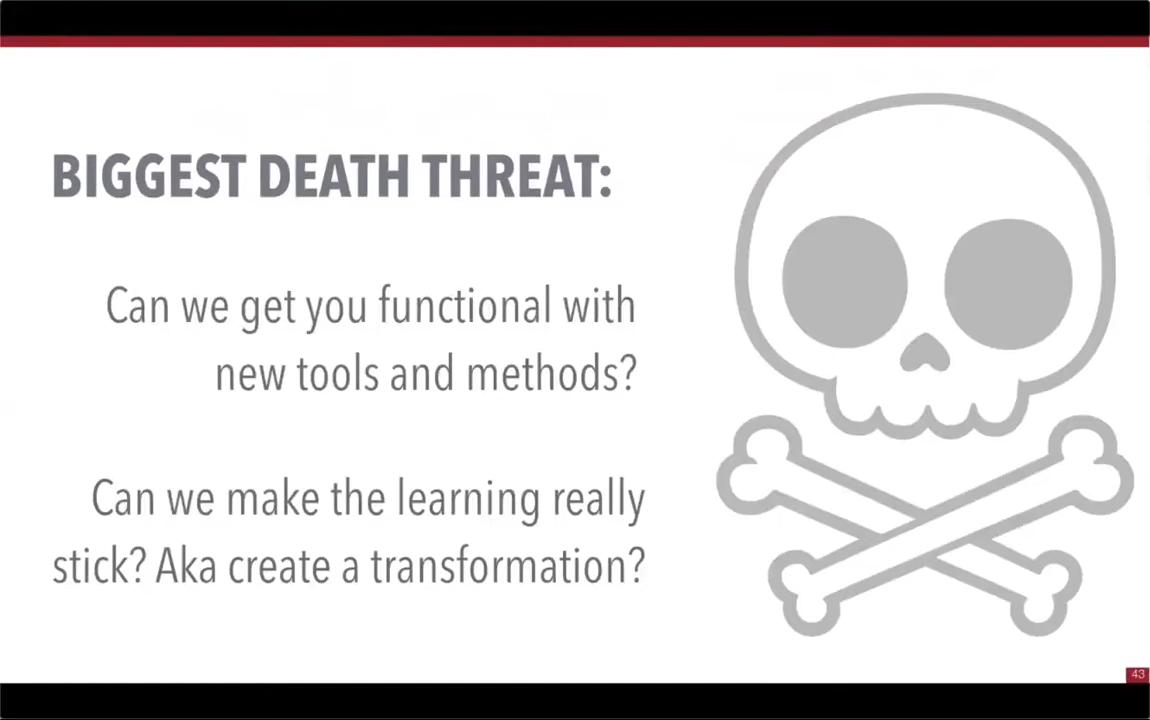 BIGGEST DEATH THREAT:
Can we get you functional with
new tools and methods?
Can we make the learning really
stick? Aka create a transformation?
43